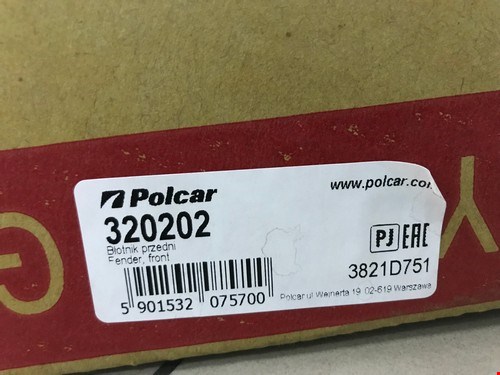 Polcar
www.polcar.co
320202
Błotnik przedni
Fender, front
PJ EAC
3821D751
5 901532 075700
Polcar ul Wejnerta 19 02-619 Warszawa
G
Y